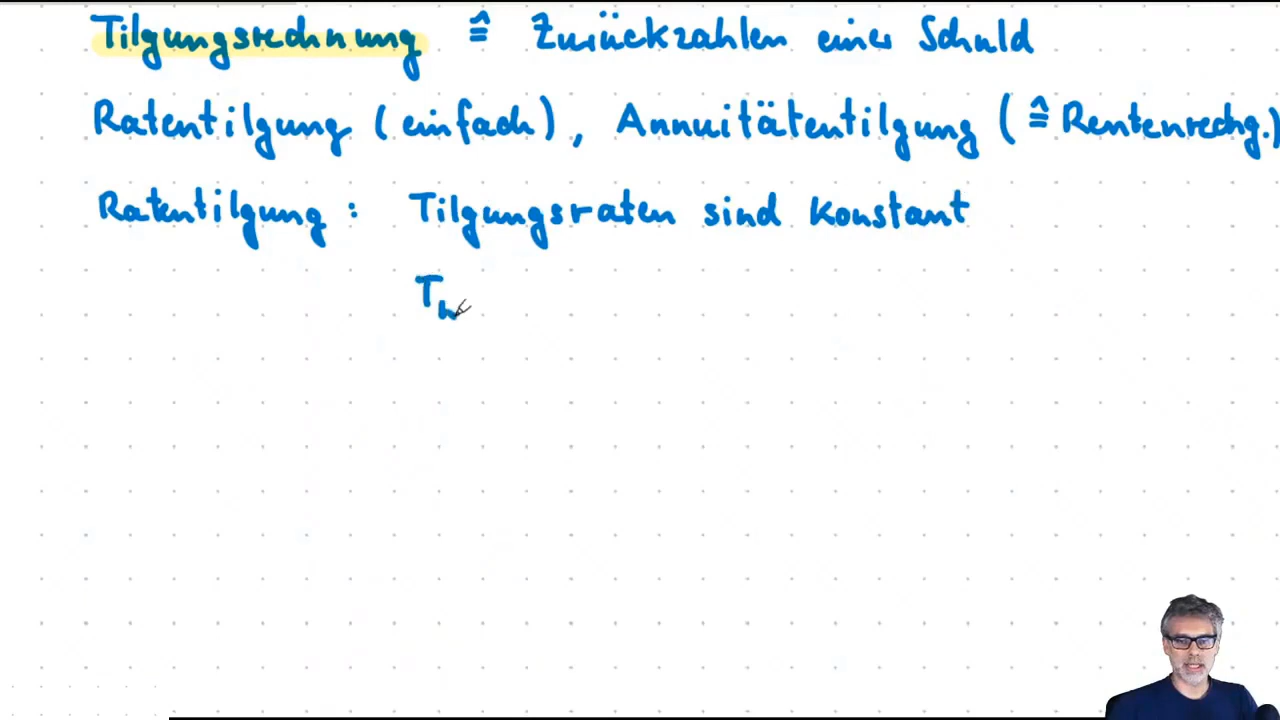 Tilgungsrechnung ≙ Zurückzahlen einer Schuld
Ratentilgung (einfach), Annuitätentilgung (≙ Rentenrechg.)
Ratentilgung: Tilgungsraten sind konstant
T